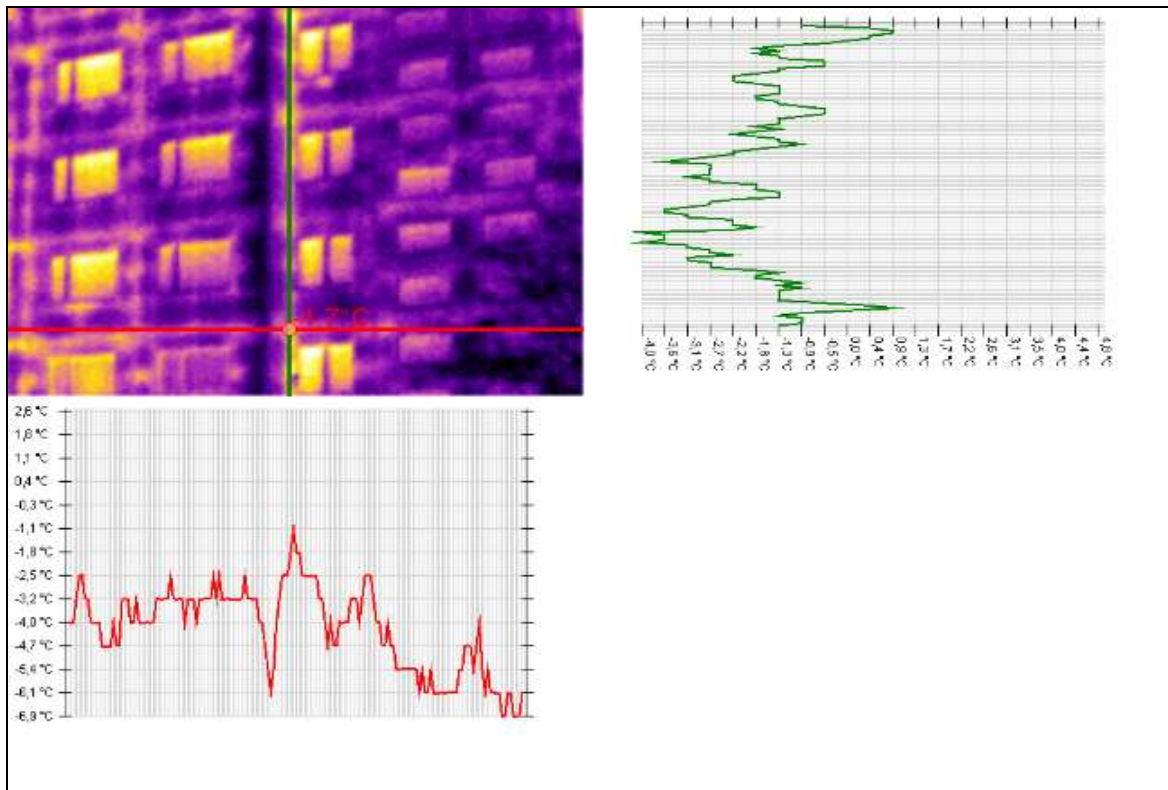 -4,0 °C
-3,5 °C
-3,1 °C
-2,7 °C
-2,2 °C
-1,8 °C
-1,3 °C
-0,9 °C
-0,5 °C
0,0 °C
0,4 °C
0,9 °C
1,3 °C
1,7 °C
2,2 °C
2,6 °C
3,1 °C
3,5 °C
4,0 °C
4,4 °C
4,8 °C
2,6 °C
1,8 °C
1,1 °C
0,4 °C
-0,3 °C
-1,1 °C
-1,8 °C
-2,5 °C
-3,2 °C
-4,0 °C
-4,7 °C
-5,4 °C
-6,1 °C
-6,9 °C